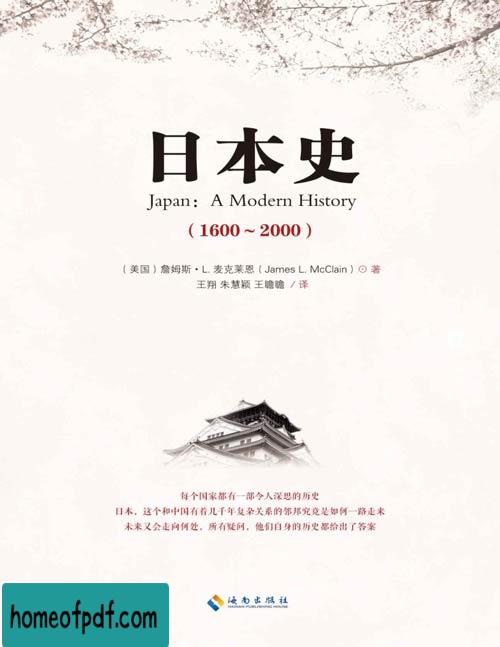 日本史
Japan: A Modern History
（1600～2000）
（美国）詹姆斯·L. 麦克莱恩（James L. McClain）⊙ 著
王翔 朱慧颖 王瞻瞻 / 译
每个国家都有一部令人深思的历史
日本，这个和中国有着几千年复杂关系的邻邦究竟是如何一路走来
未来又会走向何处，所有疑问，他们自身的历史都给出了答案
海南出版社
HAINAN PUBLISHING HOUSE
homeofpdf.com